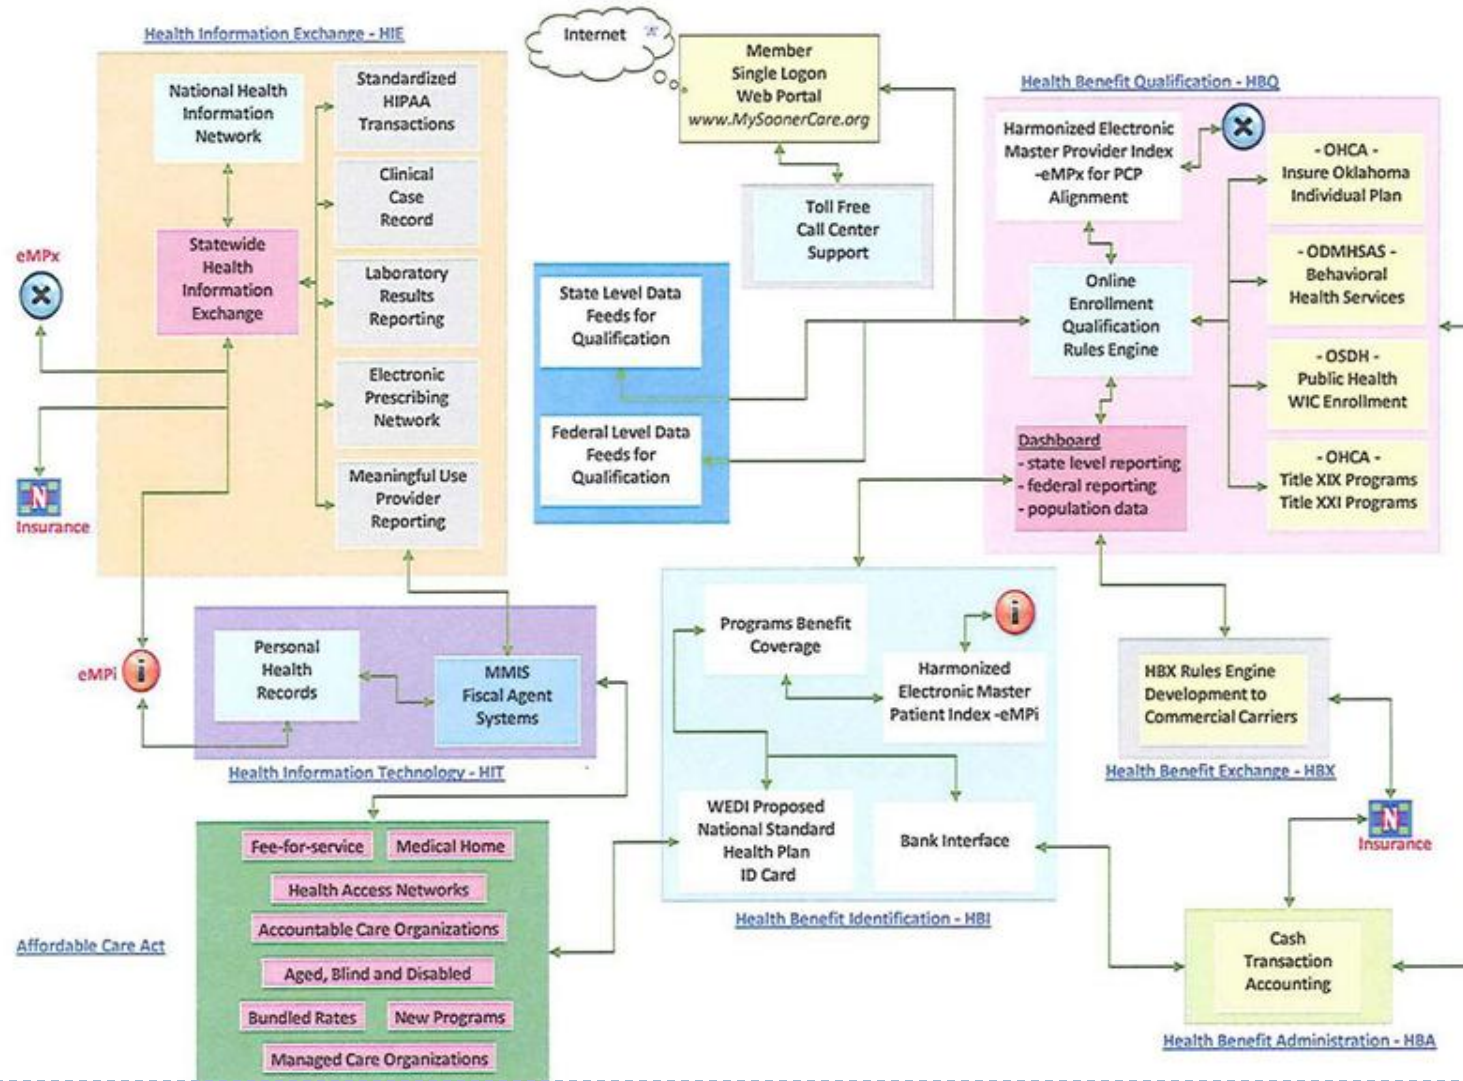 Health Information Exchange - HIE
National Health
Information
Network
Statewide
Health
Information
Exchange
Standardized
HIPAA
Transactions
Clinical
Case
Record
Laboratory
Results
Reporting
Electronic
Prescribing
Network
Meaningful Use
Provider
Reporting
eMPx
N
Insurance
eMPi
i
Personal
Health
Records
MMIS
Fiscal Agent
Systems
Health Information Technology - HIT
Internet
Member
Single Logon
Web Portal
www.MySoonerCare.org
Toll Free
Call Center
Support
State Level Data
Feeds for
Qualification
Federal Level Data
Feeds for
Qualification
Health Benefit Qualification - HBQ
Harmonized Electronic
Master Provider Index
-eMPx for PCP
Alignment
Online
Enrollment
Qualification
Rules Engine
Dashboard
- state level reporting
- federal reporting
- population data
- OHCA -
Insure Oklahoma
Individual Plan
- ODMHSAS -
Behavioral
Health Services
- OSDH -
Public Health
WIC Enrollment
- OHCA -
Title XIX Programs
Title XXI Programs
Programs Benefit
Coverage
i
Harmonized
Electronic Master
Patient Index -eMPi
WEDI Proposed
National Standard
Health Plan
ID Card
Bank Interface
Health Benefit Identification - HBI
HBX Rules Engine
Development to
Commercial Carriers
Health Benefit Exchange - HBX
N
Insurance
Cash
Transaction
Accounting
Health Benefit Administration - HBA
Affordable Care Act
Fee-for-service
Medical Home
Health Access Networks
Accountable Care Organizations
Aged, Blind and Disabled
Bundled Rates
New Programs
Managed Care Organizations